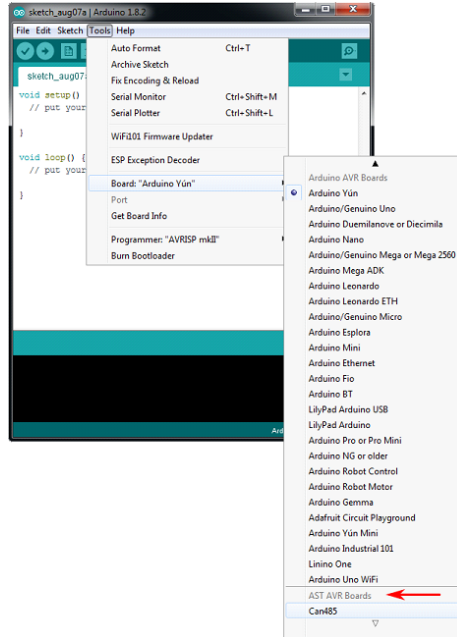 sketch_aug07a | Arduino 1.8.2
File Edit Sketch Tools Help
sketch_aug07
void setup()
// put your
}
void loop() {
// put your
}
Auto Format Ctrl+T
Archive Sketch
Fix Encoding & Reload
Serial Monitor Ctrl+Shift+M
Serial Plotter Ctrl+Shift+L
WiFi101 Firmware Updater
ESP Exception Decoder
Board: "Arduino Yún"
Port
Get Board Info
Programmer: "AVRISP mkII"
Burn Bootloader
Ard
Arduino AVR Boards
Arduino Yún
Arduino/Genuino Uno
Arduino Duemilanove or Diecimila
Arduino Nano
Arduino/Genuino Mega or Mega 2560
Arduino Mega ADK
Arduino Leonardo
Arduino Leonardo ETH
Arduino/Genuino Micro
Arduino Esplora
Arduino Mini
Arduino Ethernet
Arduino Fio
Arduino BT
LilyPad Arduino USB
LilyPad Arduino
Arduino Pro or Pro Mini
Arduino NG or older
Arduino Robot Control
Arduino Robot Motor
Arduino Gemma
Adafruit Circuit Playground
Arduino Yún Mini
Arduino Industrial 101
Linino One
Arduino Uno WiFi
AST AVR Boards
Can485